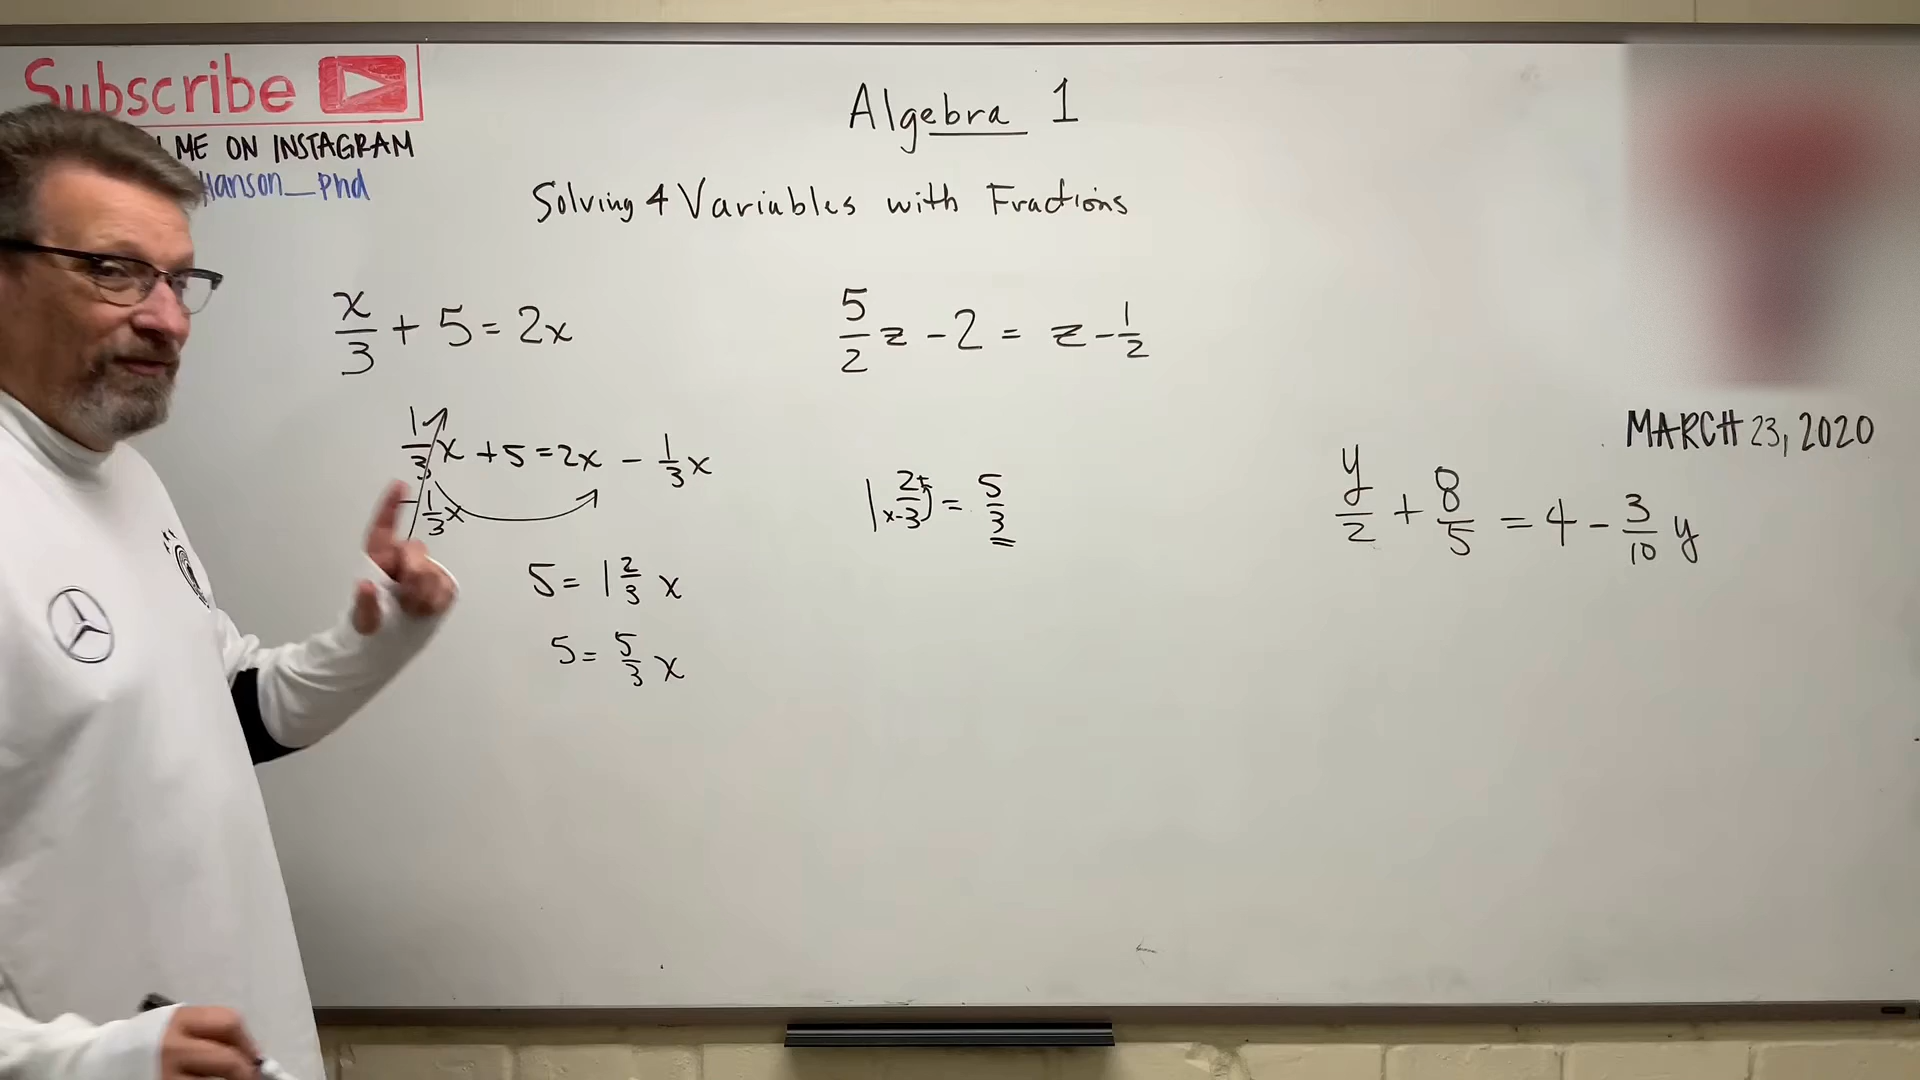 Subscribe
ME ON INSTAGRAM
Hanson_phd
Algebra 1
Solving 4 Variables with Fractions
x/3 + 5 = 2x
1/3 x + 5 = 2x - 1/3 x
- 1/3 x
5 = 1 2/3 x
5 = 5/3 x
5/2 z - 2 = z - 1/2
1 2/3 = 5/3
+
x
MARCH 23, 2020
y/2 + 8/5 = 4 - 3/10 y